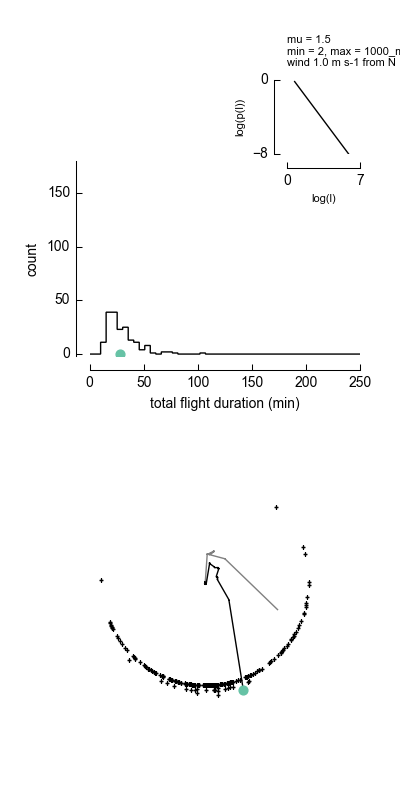 mu = 1.5
min = 2, max = 1000_m
wind 1.0 m s-1 from N
0
log(p(l))
−8
0 7
log(l)
150
count
100
50
0
0 50 100 150 200 250
total flight duration (min)